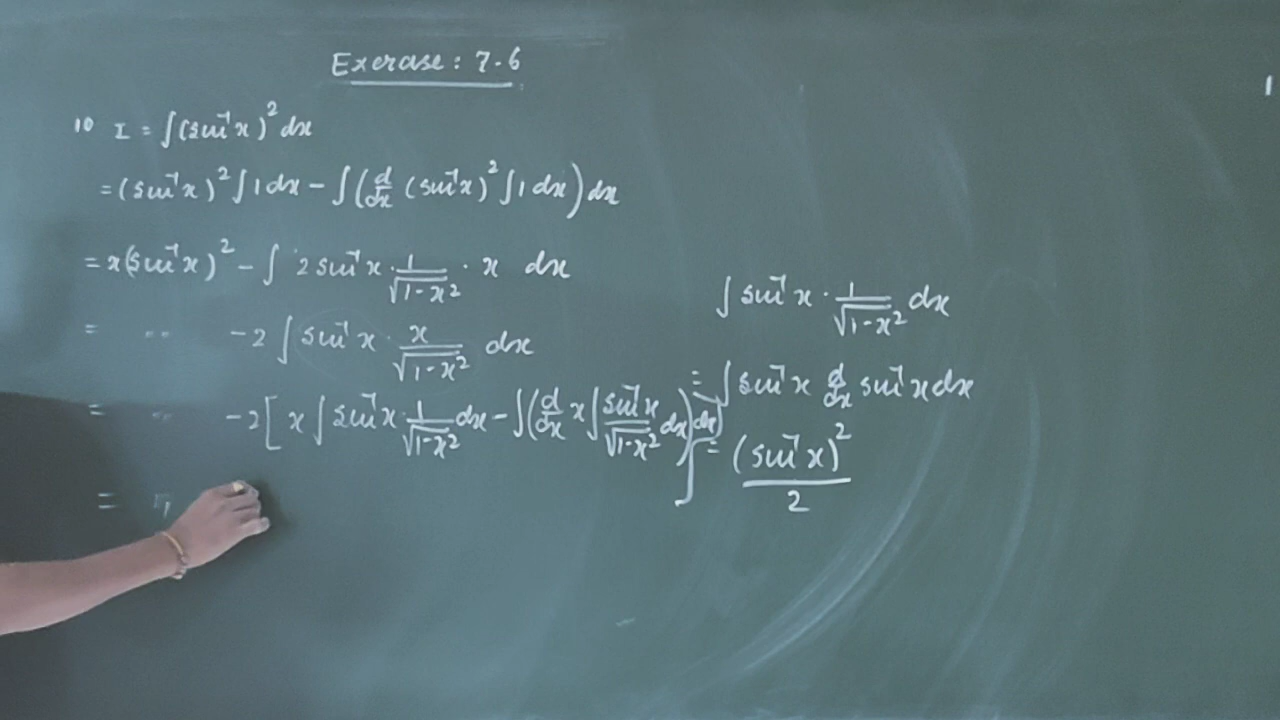 Exercise: 7.6
10 I = ∫(sin⁻¹x)² dx
= (sin⁻¹x)² ∫1 dx − ∫(d/dx (sin⁻¹x)² ∫1 dx) dx
= x(sin⁻¹x)² − ∫ 2 sin⁻¹x · 1/√(1-x²) · x dx
= " −2 ∫ sin⁻¹x · x/√(1-x²) dx
= " −2[x ∫ sin⁻¹x · 1/√(1-x²) dx − ∫(d/dx x ∫ sin⁻¹x/√(1-x²) dx) dx]
= "
∫ sin⁻¹x · 1/√(1-x²) dx
= ∫ sin⁻¹x d/dx sin⁻¹x dx
= (sin⁻¹x)²/2
1